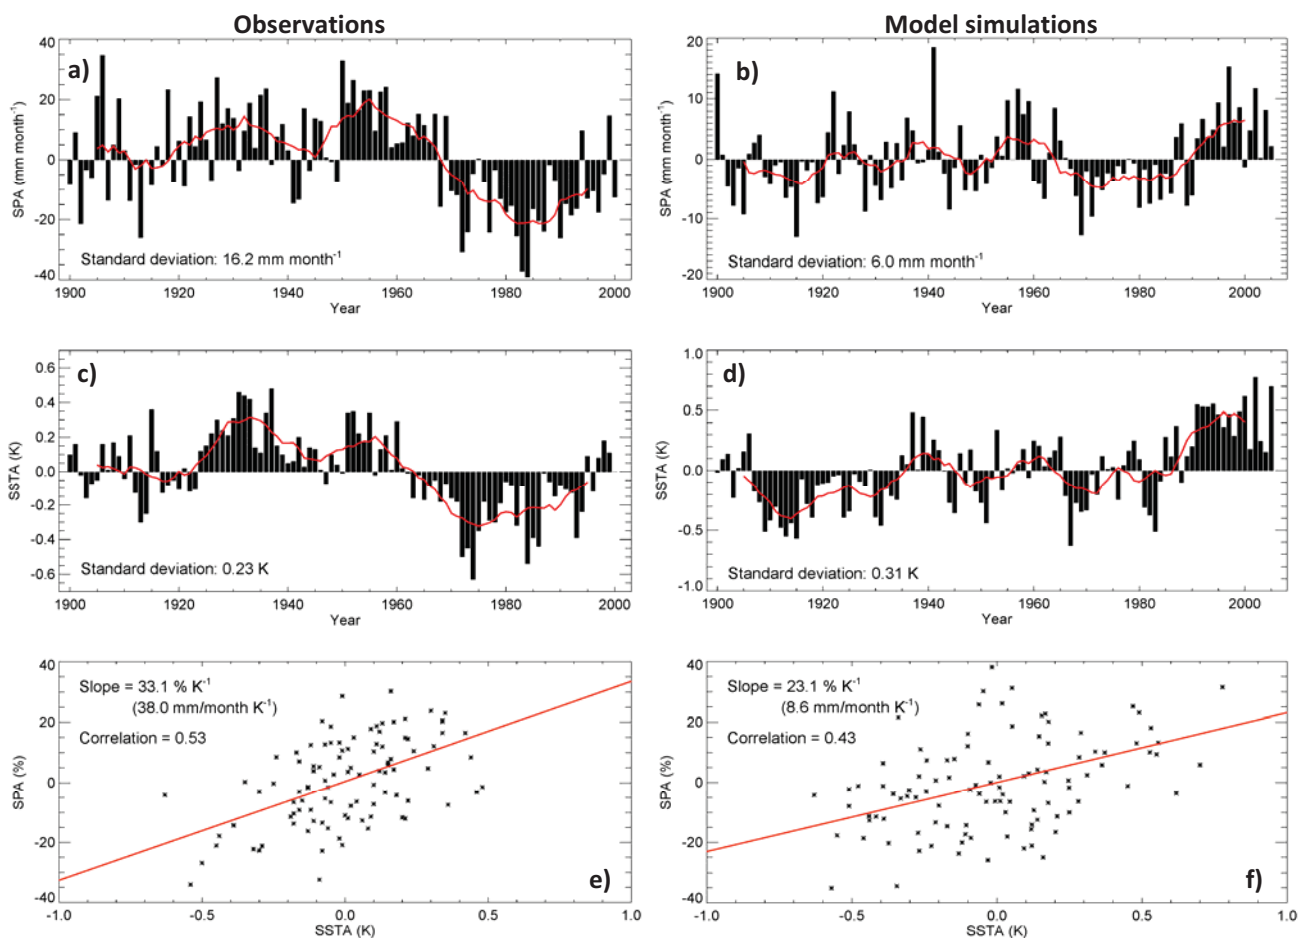 Observations
Model simulations
a)
40
20
0
-20
-40
SPA (mm month⁻¹)
Standard deviation: 16.2 mm month⁻¹
1900 1920 1940 1960 1980 2000
Year
b)
20
10
0
-10
-20
SPA (mm month⁻¹)
Standard deviation: 6.0 mm month⁻¹
1900 1920 1940 1960 1980 2000
Year
c)
0.6
0.4
0.2
0.0
-0.2
-0.4
-0.6
SSTA (K)
Standard deviation: 0.23 K
1900 1920 1940 1960 1980 2000
Year
d)
1.0
0.5
0.0
-0.5
-1.0
SSTA (K)
Standard deviation: 0.31 K
1900 1920 1940 1960 1980 2000
Year
40
20
0
-20
-40
SPA (%)
Slope = 33.1 % K⁻¹
(38.0 mm/month K⁻¹)
Correlation = 0.53
e)
-1.0 -0.5 0.0 0.5 1.0
SSTA (K)
40
20
0
-20
-40
SPA (%)
Slope = 23.1 % K⁻¹
(8.6 mm/month K⁻¹)
Correlation = 0.43
f)
-1.0 -0.5 0.0 0.5 1.0
SSTA (K)